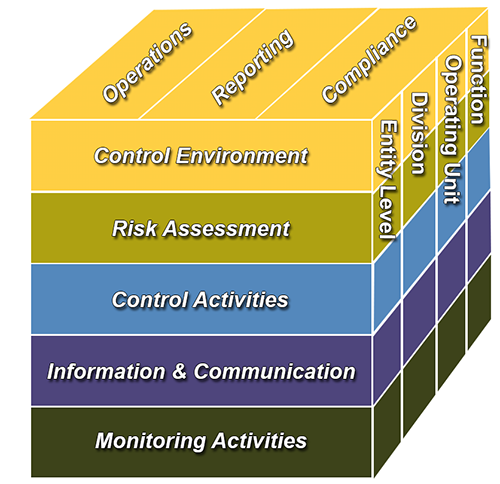 Operations
Reporting
Compliance
Control Environment
Risk Assessment
Control Activities
Information & Communication
Monitoring Activities
Entity Level
Division
Operating Unit
Function